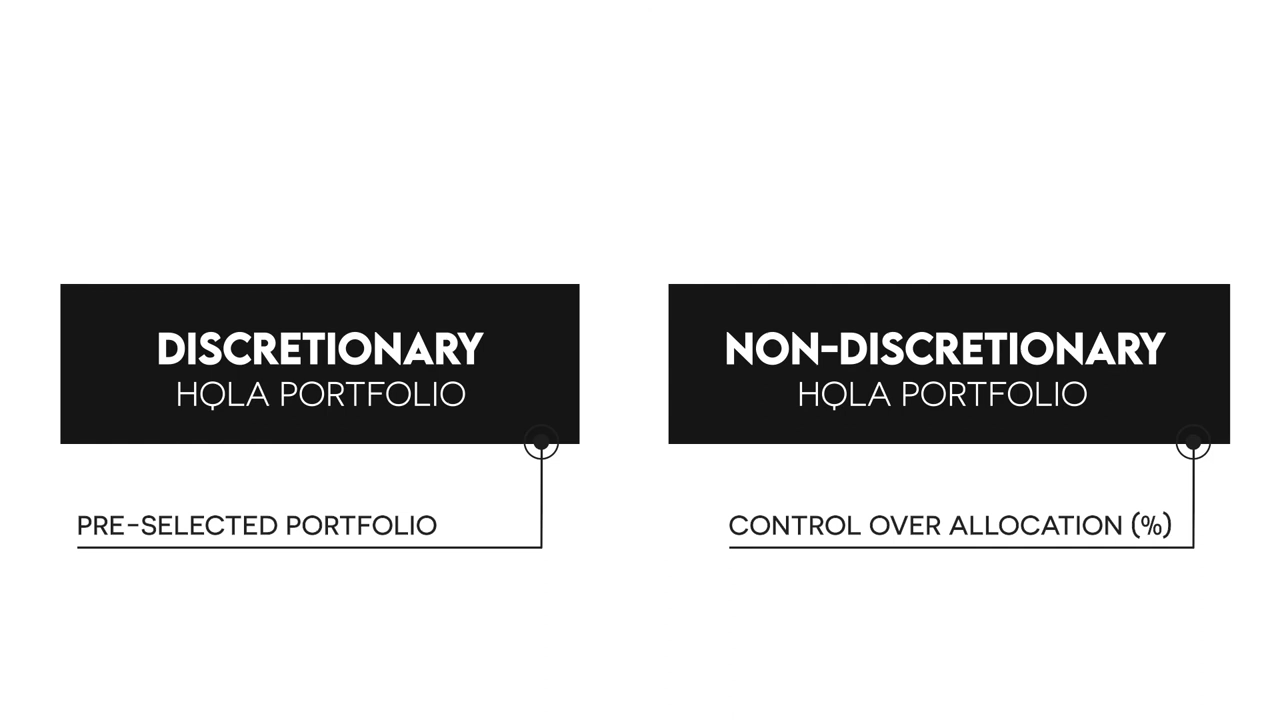 DISCRETIONARY
HQLA PORTFOLIO
PRE-SELECTED PORTFOLIO
NON-DISCRETIONARY
HQLA PORTFOLIO
CONTROL OVER ALLOCATION (%)